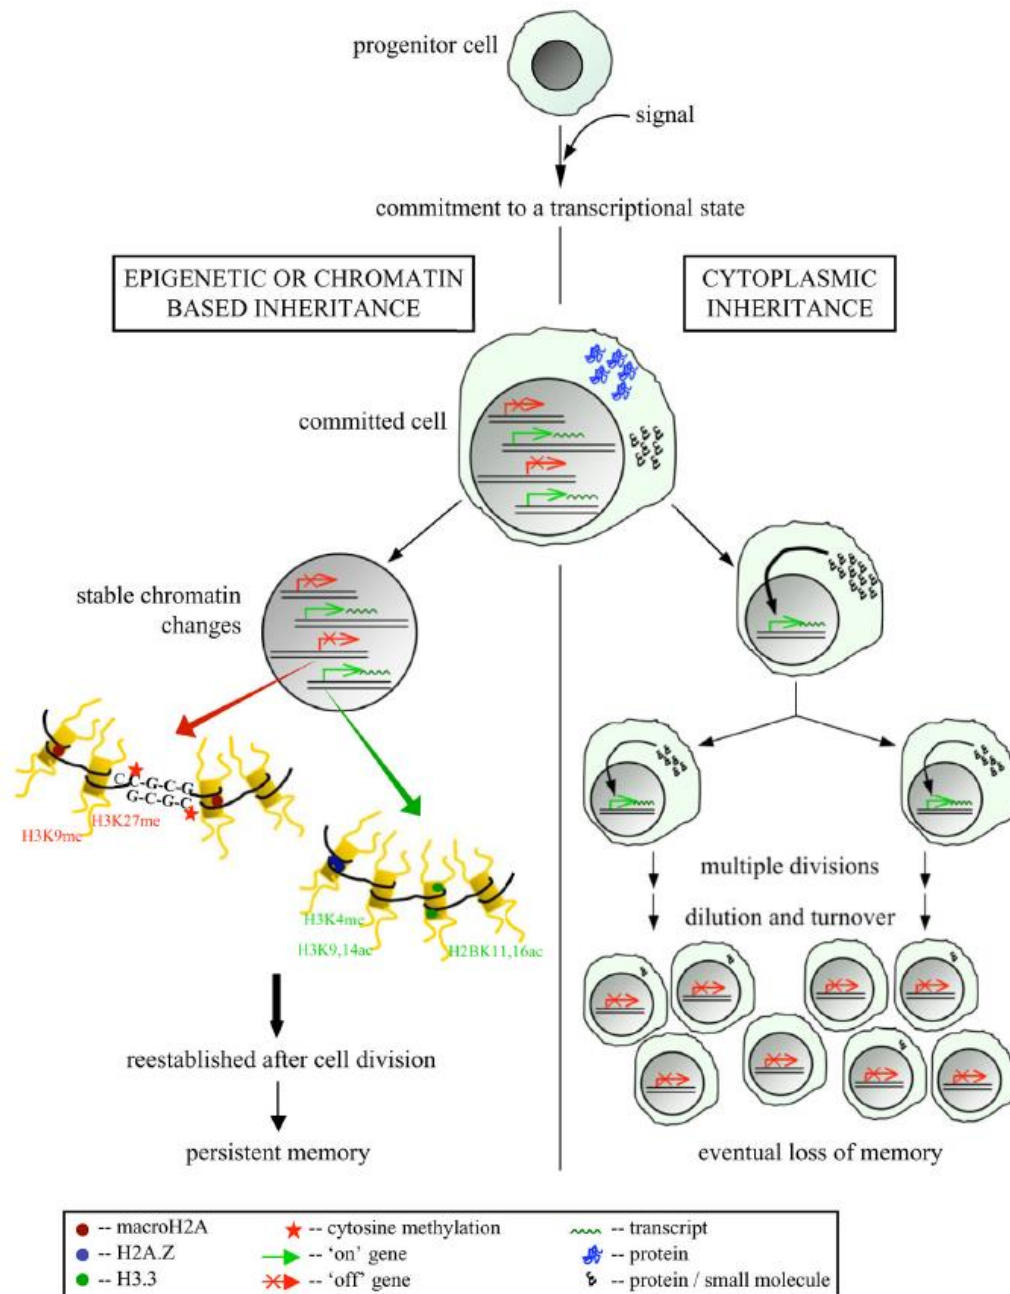 progenitor cell
signal
commitment to a transcriptional state
EPIGENETIC OR CHROMATIN
BASED INHERITANCE
CYTOPLASMIC
INHERITANCE
committed cell
stable chromatin
changes
C C-G-C-G
G-C-G-C
H3K9me
H3K27me
H3K4me
H3K9,14ac
H2BK11,16ac
multiple divisions
dilution and turnover
reestablished after cell division
persistent memory
eventual loss of memory
-- macroH2A
-- H2A.Z
-- H3.3
-- cytosine methylation
-- 'on' gene
-- 'off' gene
-- transcript
-- protein
-- protein / small molecule